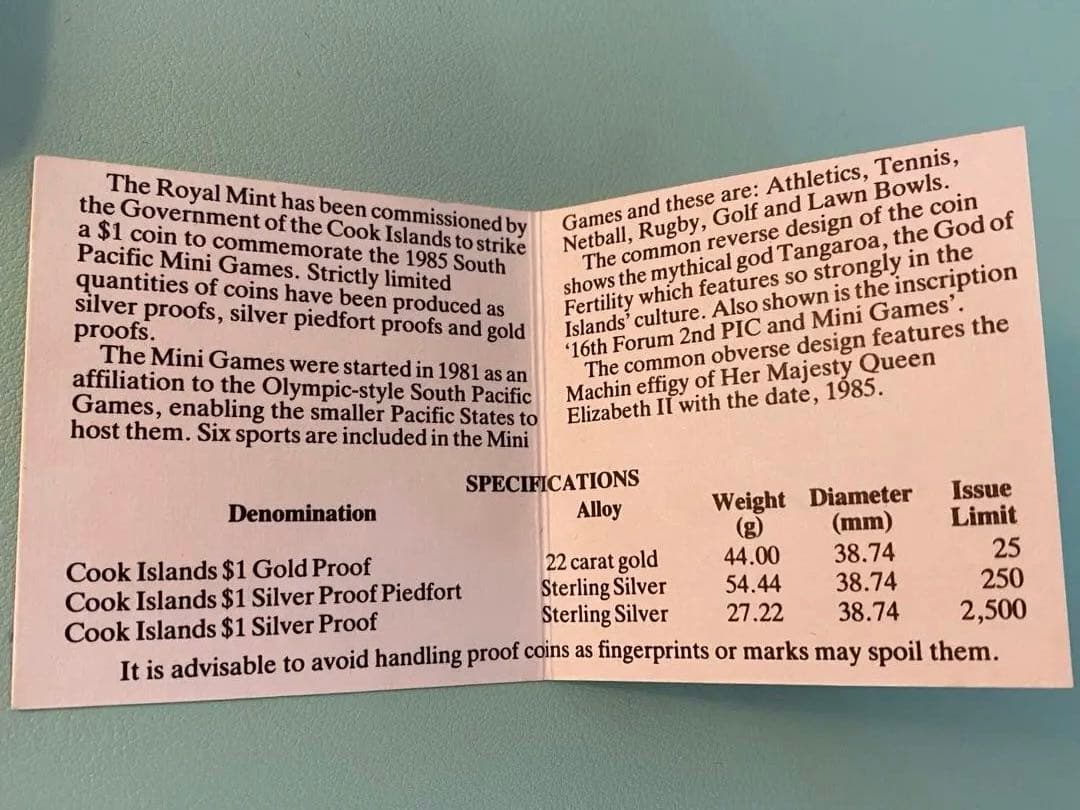 The Royal Mint has been commissioned by
the Government of the Cook Islands to strike
a $1 coin to commemorate the 1985 South
Pacific Mini Games. Strictly limited
quantities of coins have been produced as
silver proofs, silver piedfort proofs and gold
proofs.
The Mini Games were started in 1981 as an
affiliation to the Olympic-style South Pacific
Games, enabling the smaller Pacific States to
host them. Six sports are included in the Mini
Games and these are: Athletics, Tennis,
Netball, Rugby, Golf and Lawn Bowls.
The common reverse design of the coin
shows the mythical god Tangaroa, the God of
Fertility which features so strongly in the
Islands' culture. Also shown is the inscription
'16th Forum 2nd PIC and Mini Games'.
The common obverse design features the
Machin effigy of Her Majesty Queen
Elizabeth II with the date, 1985.
SPECIFICATIONS
Denomination Alloy Weight (g) Diameter (mm) Issue Limit
Cook Islands $1 Gold Proof 22 carat gold 44.00 38.74 25
Cook Islands $1 Silver Proof Piedfort Sterling Silver 54.44 38.74 250
Cook Islands $1 Silver Proof Sterling Silver 27.22 38.74 2,500
It is advisable to avoid handling proof coins as fingerprints or marks may spoil them.